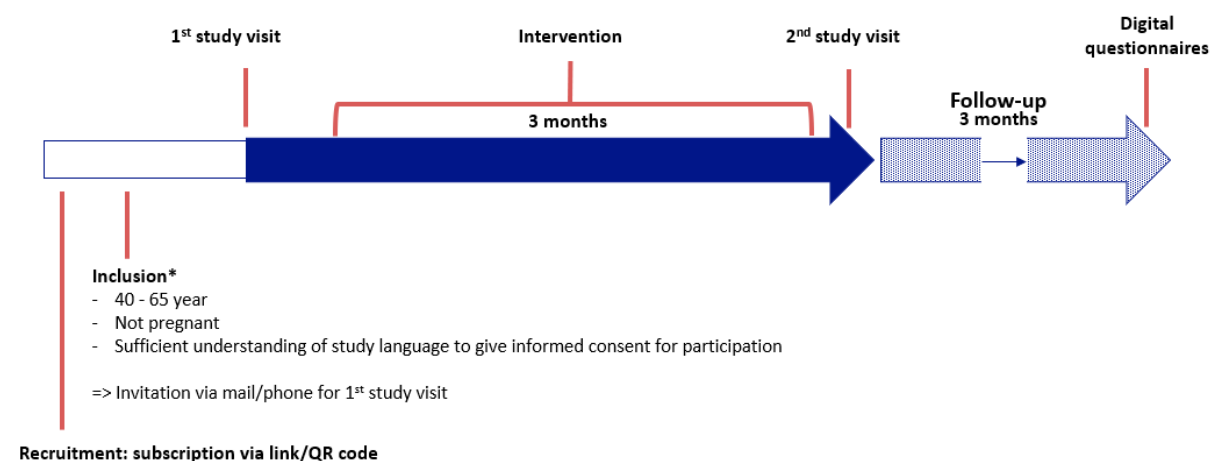 1st study visit
Intervention
2nd study visit
Digital
questionnaires
3 months
Follow-up
3 months
Inclusion*
- 40 - 65 year
- Not pregnant
- Sufficient understanding of study language to give informed consent for participation
=> Invitation via mail/phone for 1st study visit
Recruitment: subscription via link/QR code